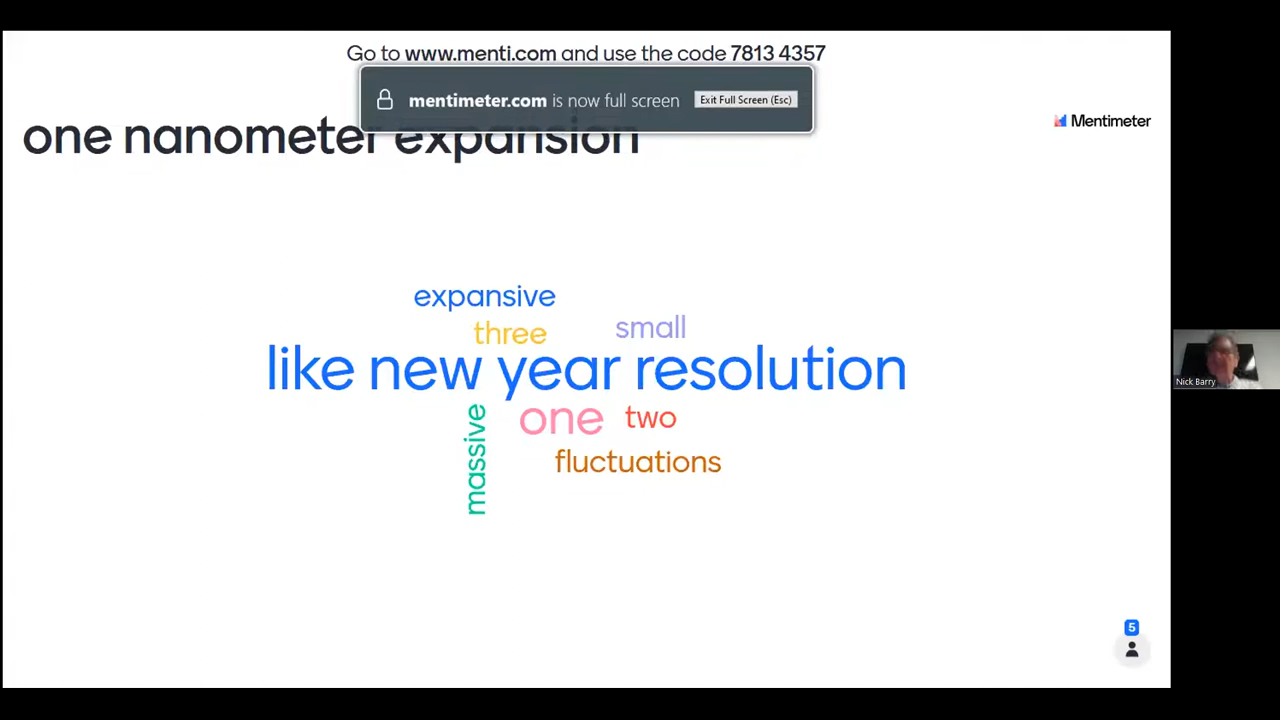 Go to www.menti.com and use the code 7813 4357
mentimeter.com is now full screen Exit Full Screen (Esc)
one nanometer expansion
Mentimeter
expansive
three
small
like new year resolution
one
two
massive
fluctuations
Nick Barry
5